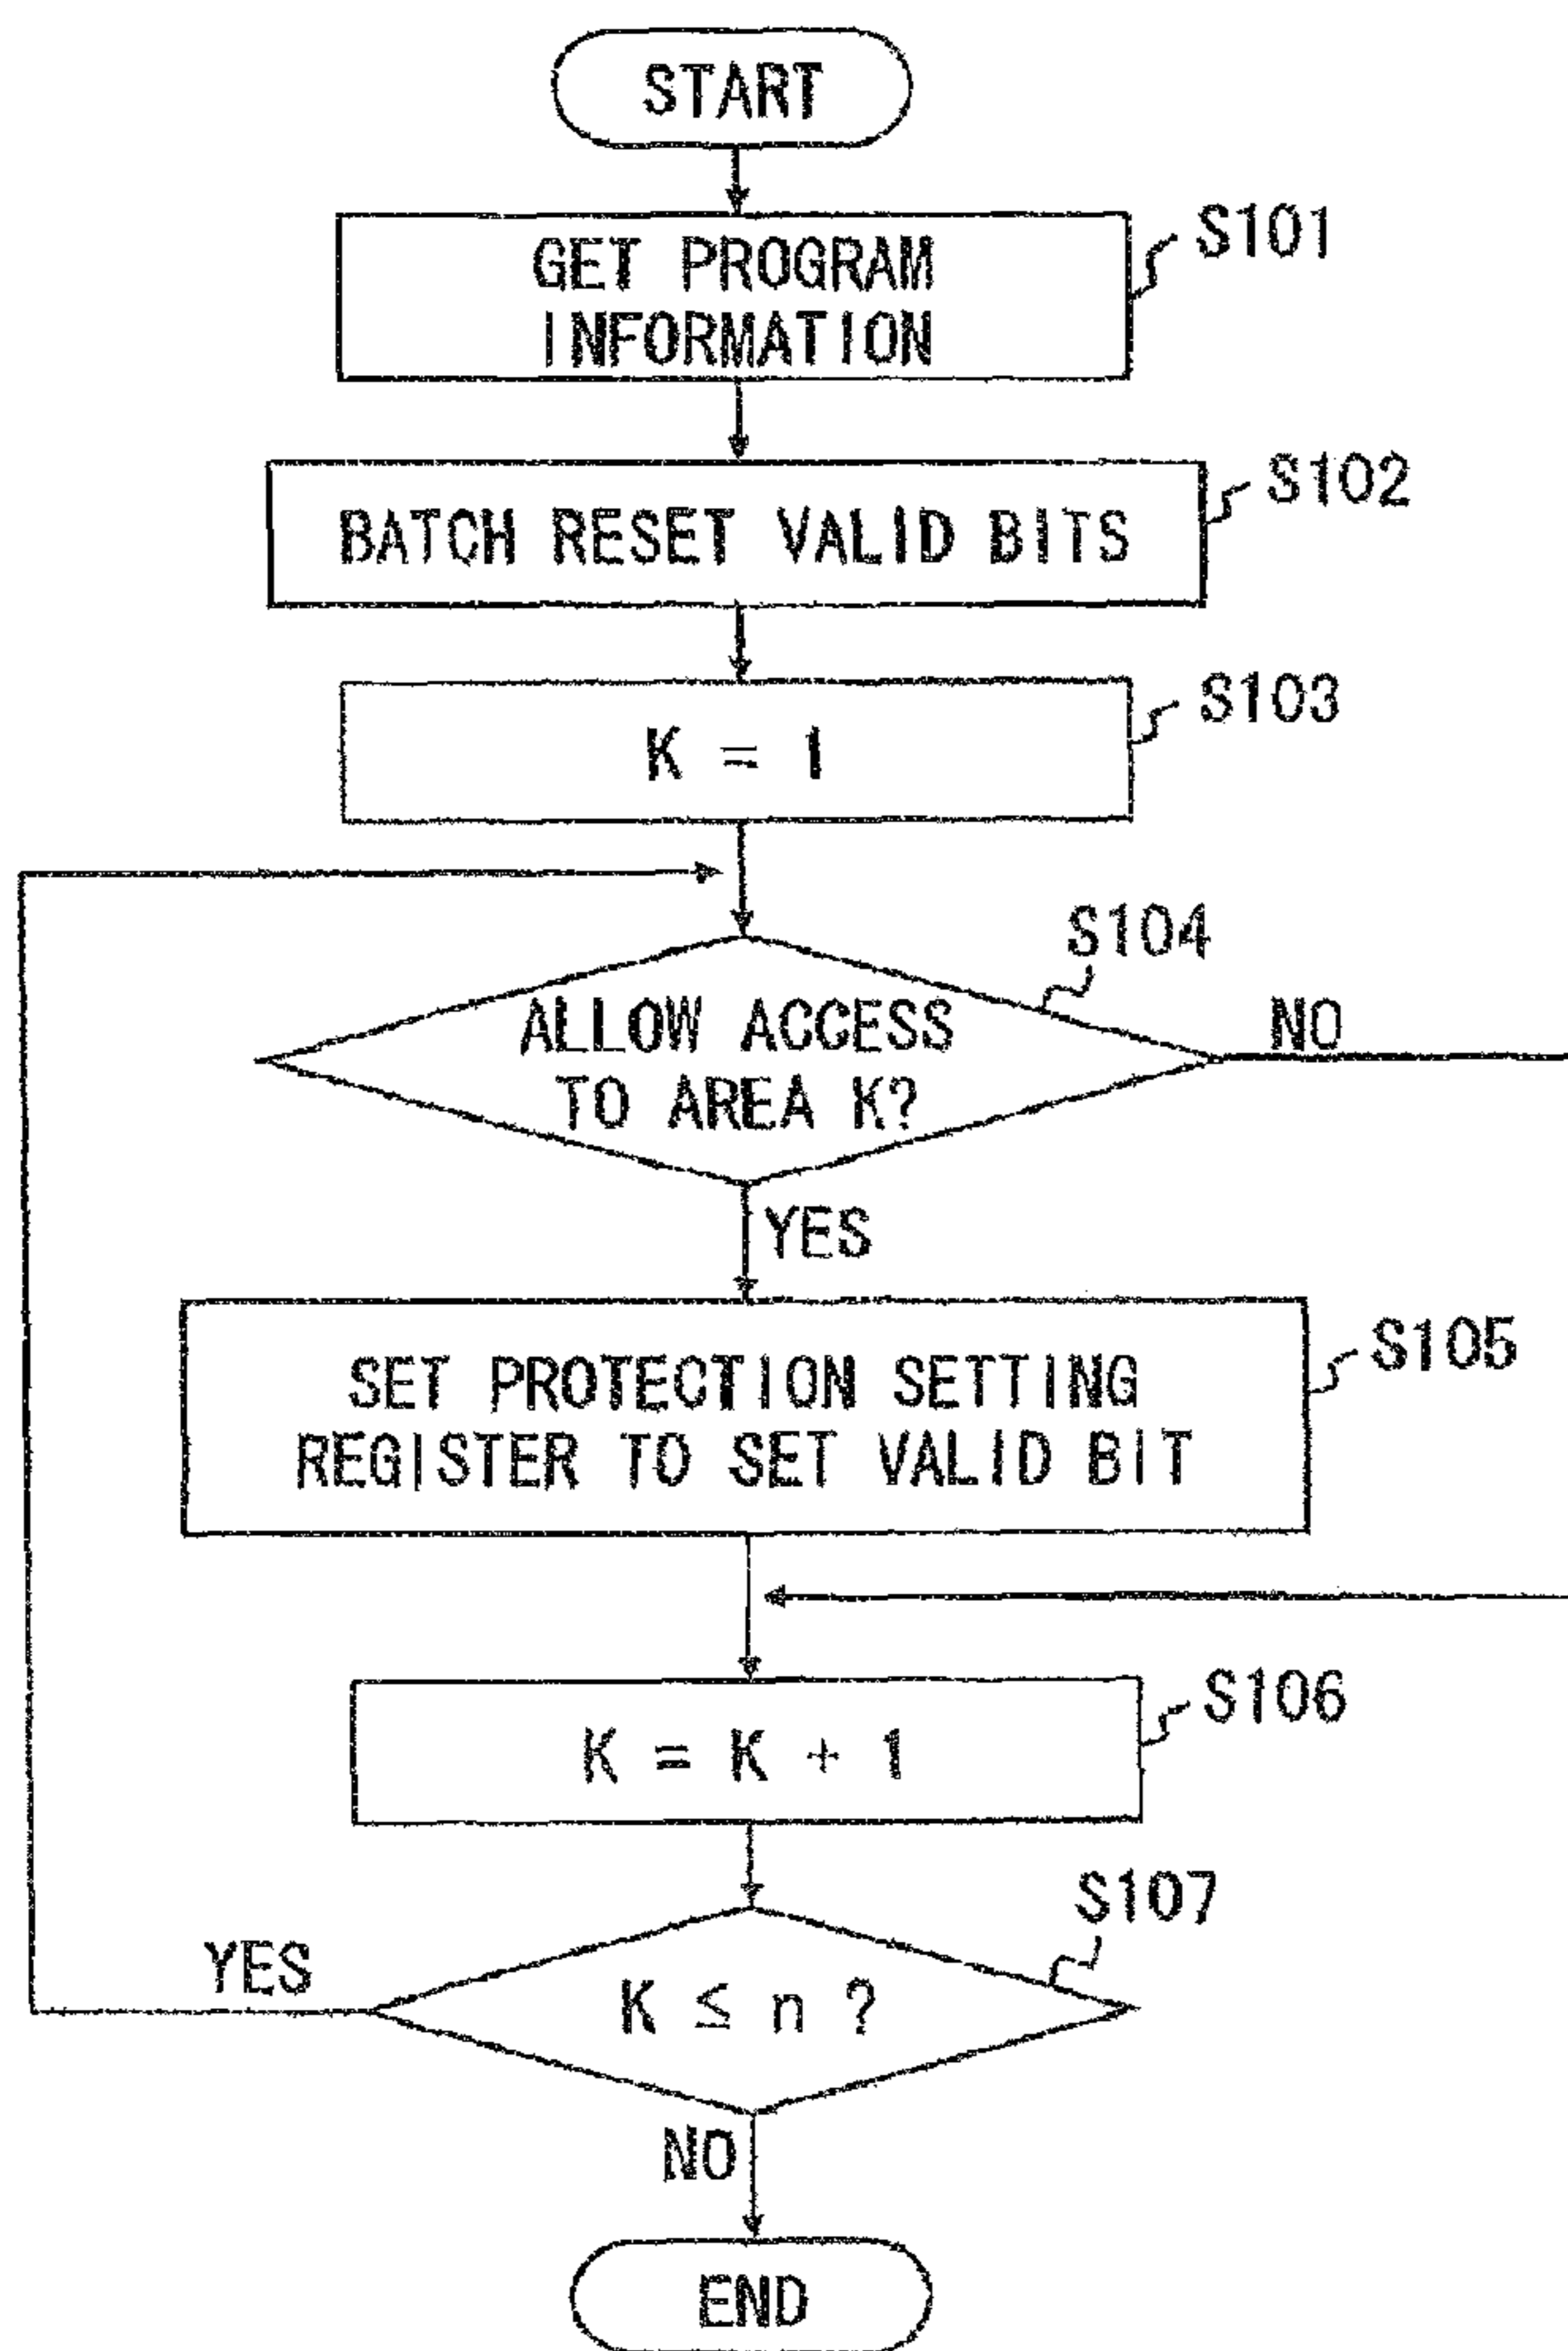 START
GET PROGRAM
INFORMATION
S101
BATCH RESET VALID BITS
S102
K = 1
S103
S104
ALLOW ACCESS
TO AREA K?
NO
YES
SET PROTECTION SETTING
REGISTER TO SET VALID BIT
S105
K = K + 1
S106
S107
K ≤ n ?
YES
NO
END